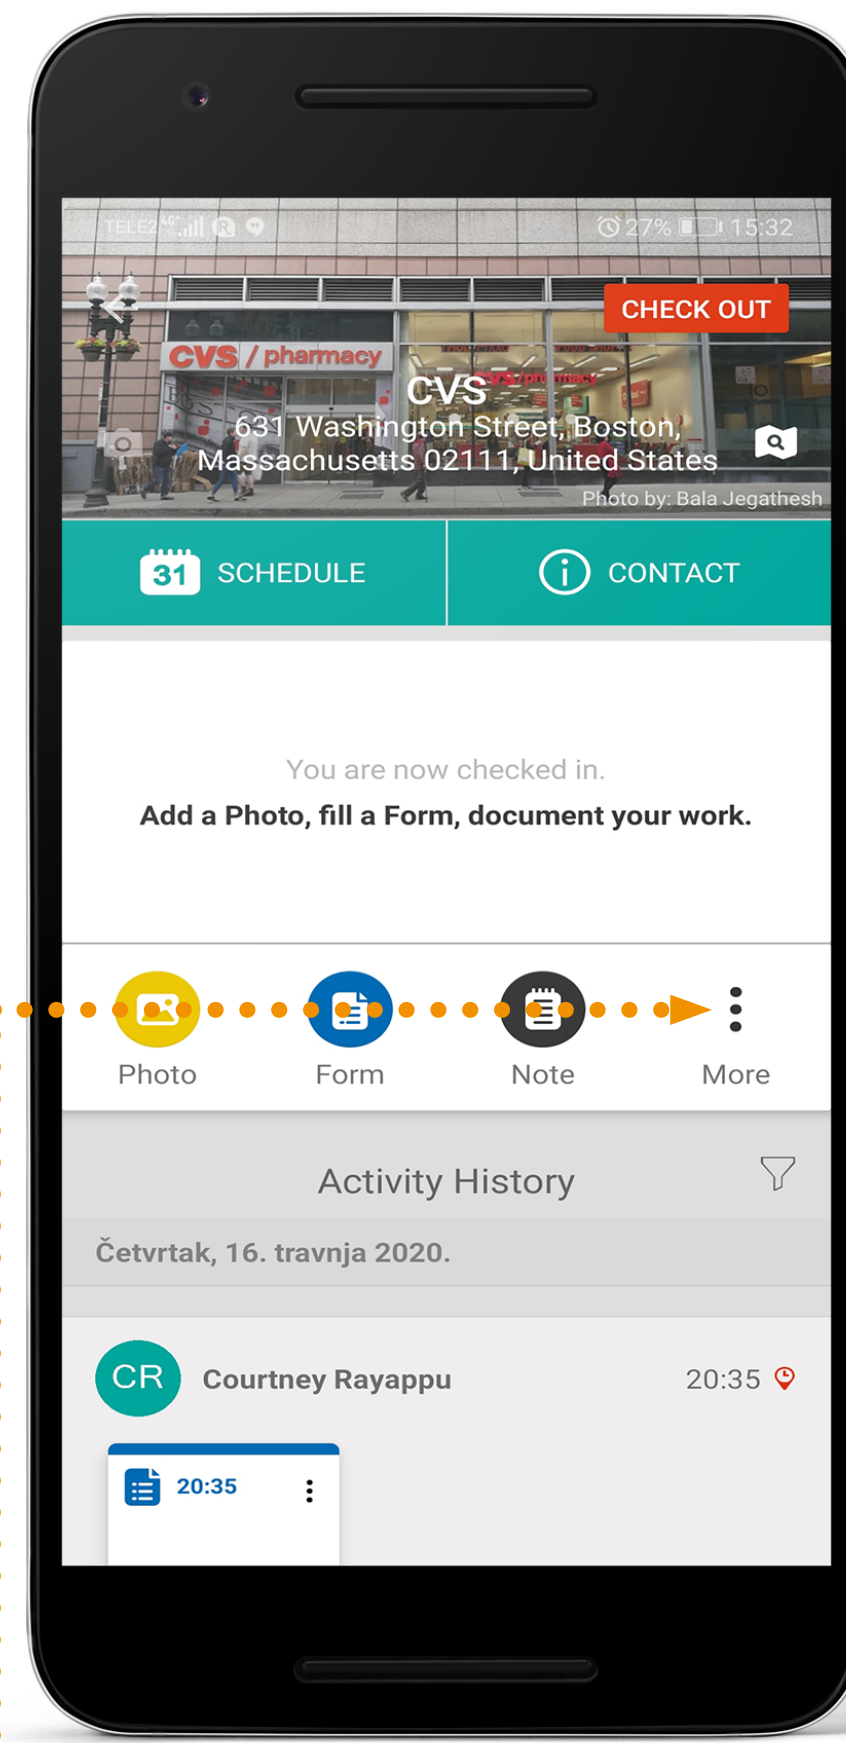 TELE2 4G 27% 15:32
CHECK OUT
CVS / pharmacy
CVS
631 Washington Street, Boston,
Massachusetts 02111, United States
Photo by: Bala Jegathesh
31 SCHEDULE
CONTACT
You are now checked in.
Add a Photo, fill a Form, document your work.
Photo Form Note More
Activity History
Četvrtak, 16. travnja 2020.
CR Courtney Rayappu 20:35
20:35